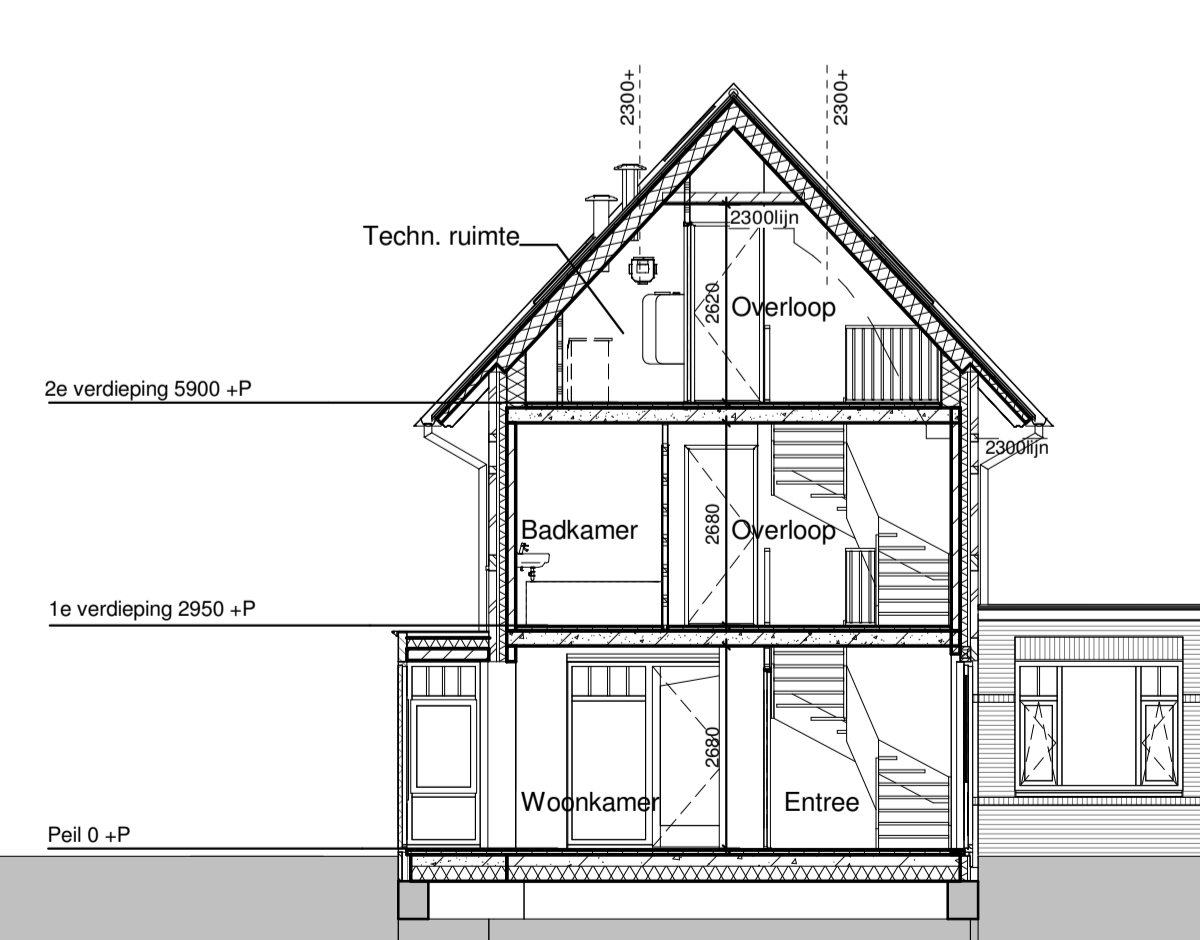 2300+
2300+
Techn. ruimte
2300lijn
2620
Overloop
2e verdieping 5900 +P
2300lijn
Badkamer
2680
Overloop
1e verdieping 2950 +P
2680
Woonkamer
Entree
Peil 0 +P